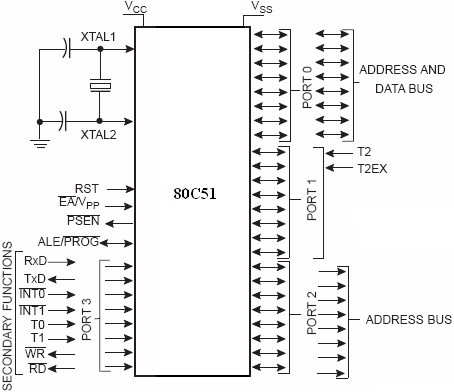 VCC
VSS
XTAL1
XTAL2
PORT 0
ADDRESS AND
DATA BUS
T2
T2EX
PORT 1
80C51
RST
EA/VPP
PSEN
ALE/PROG
SECONDARY FUNCTIONS
RxD
TxD
INT0
INT1
T0
T1
WR
RD
PORT 3
PORT 2
ADDRESS BUS